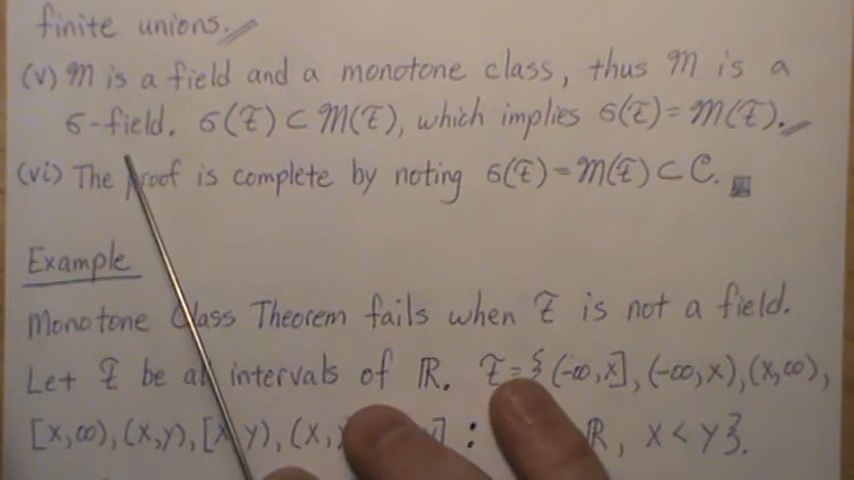 finite unions.
(v) 𝓜 is a field and a monotone class, thus 𝓜 is a
σ-field. σ(𝓕) ⊂ 𝓜(𝓕), which implies σ(𝓕) = 𝓜(𝓕).
(vi) The proof is complete by noting σ(𝓕) = 𝓜(𝓕) ⊂ C.
Example
Monotone Class Theorem fails when 𝓕 is not a field.
Let 𝓕 be all intervals of ℝ. 𝓕 = { (-∞,x], (-∞,x), (x,∞),
[x,∞), (x,y), [x,y), (x, ] : ℝ, x < y}.